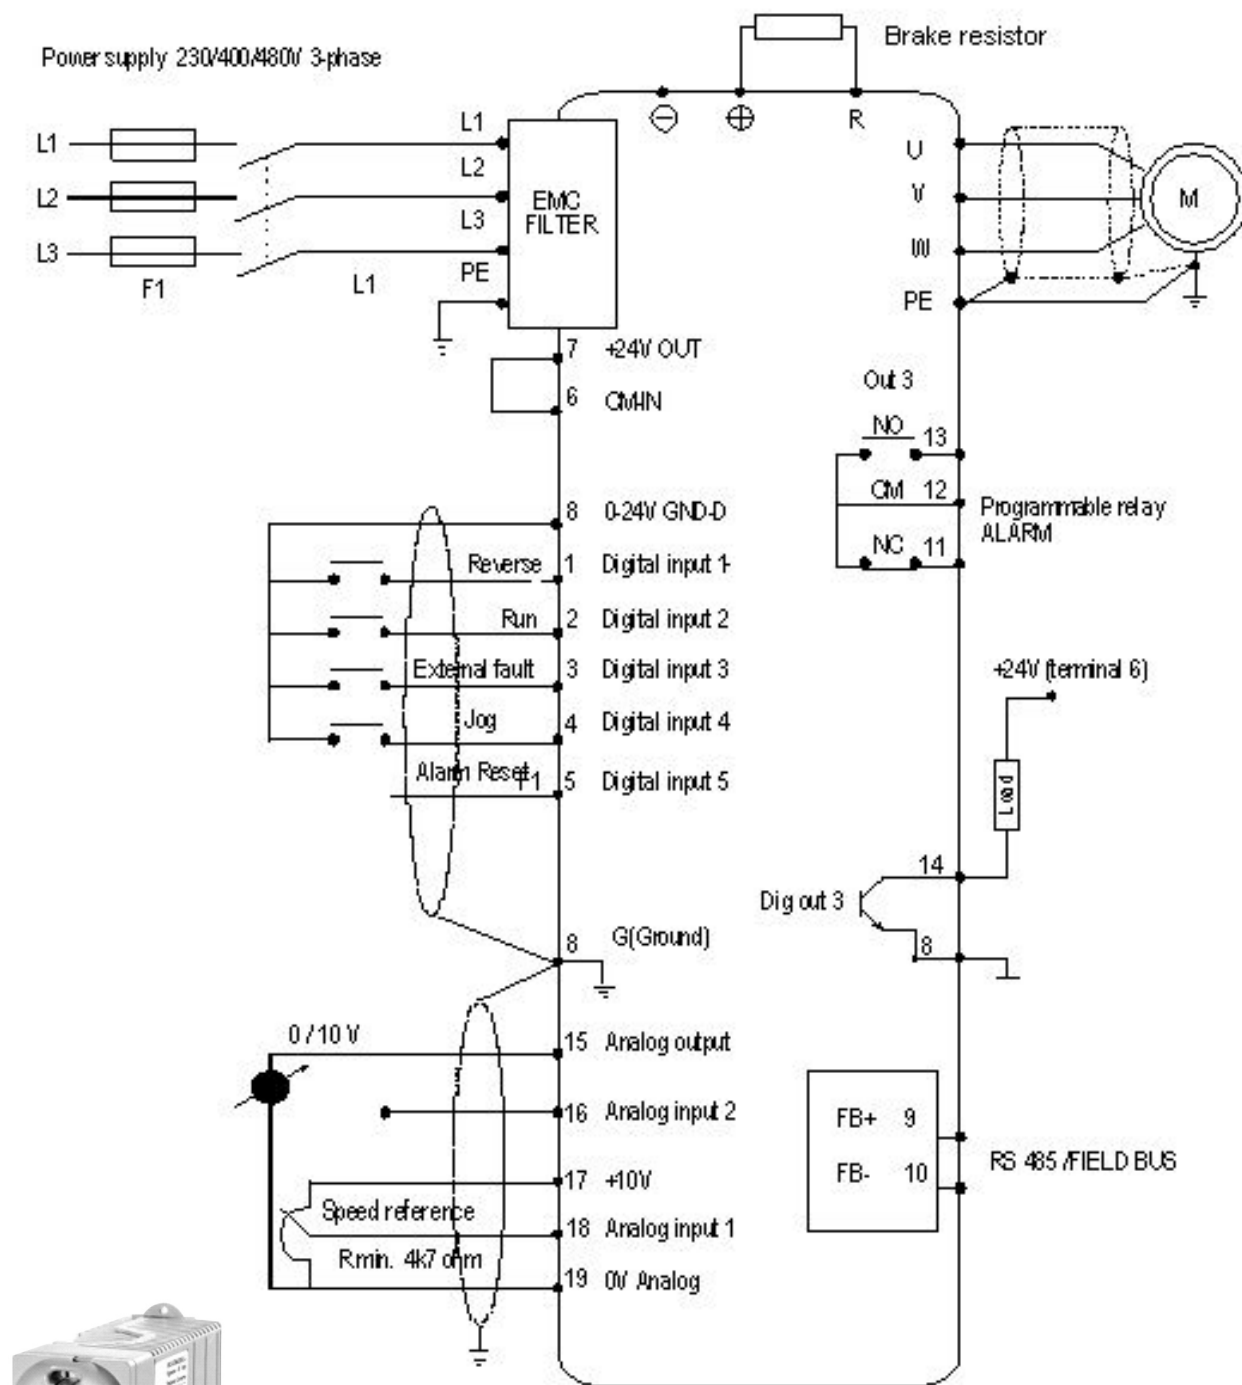 Brake resistor
Power supply 230/400/480V 3-phase
R
L1
L1
L2
L2
L3
L3
PE
F1
L1
EMC
FILTER
U
V
W
PE
M
7 +24V OUT
6 CM-IN
Out 3
NO 13
CM 12
NC 11
Programmable relay
ALARM
8 0-24V GND-D
Reverse 1 Digital input 1-
Run 2 Digital input 2
External fault 3 Digital input 3
Jog 4 Digital input 4
Alarm Reset 5 Digital input 5
+24V (terminal 6)
Load
14
Dig out 3
8
8 G(Ground)
0 / 10 V
15 Analog output
16 Analog input 2
17 +10V
Speed reference
18 Analog input 1
Rmin. 4k7 ohm
19 0V Analog
FB+ 9
FB- 10
RS 485 /FIELD BUS